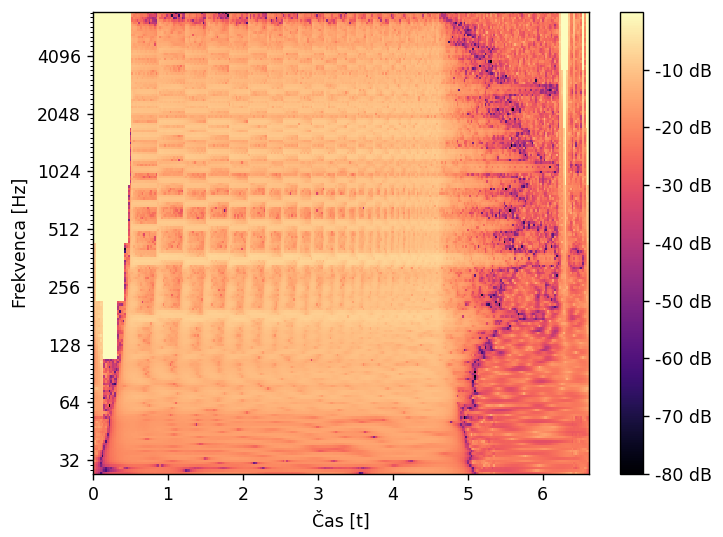 4096
2048
1024
512
256
128
64
32
Frekvenca [Hz]
0 1 2 3 4 5 6
Čas [t]
-10 dB
-20 dB
-30 dB
-40 dB
-50 dB
-60 dB
-70 dB
-80 dB